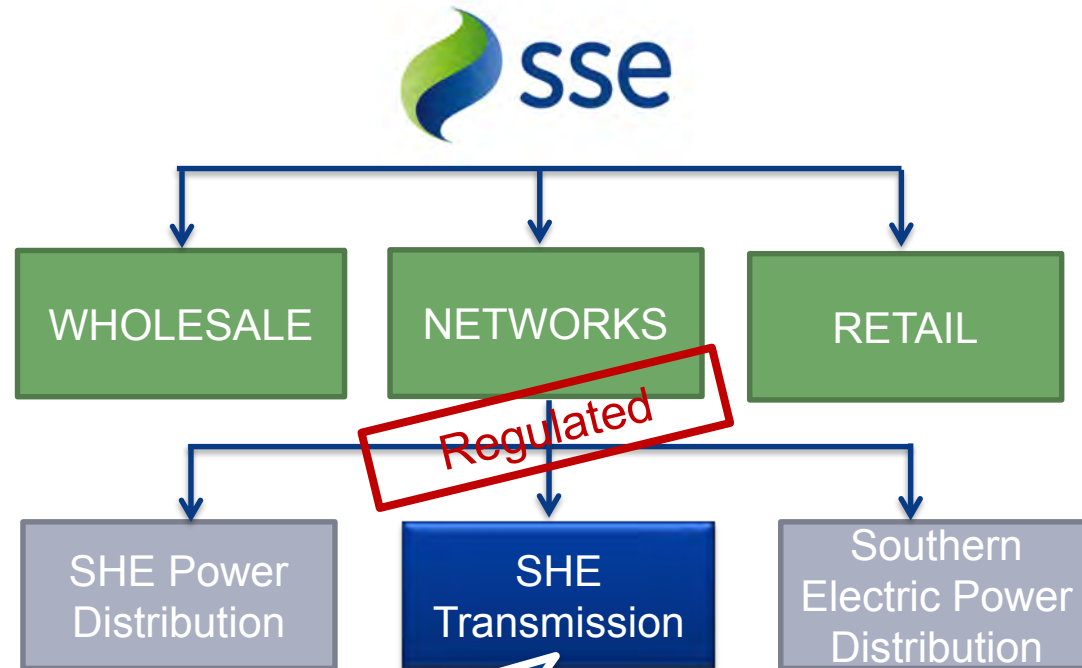 sse
WHOLESALE
NETWORKS
RETAIL
Regulated
SHE Power
Distribution
SHE
Transmission
Southern
Electric Power
Distribution